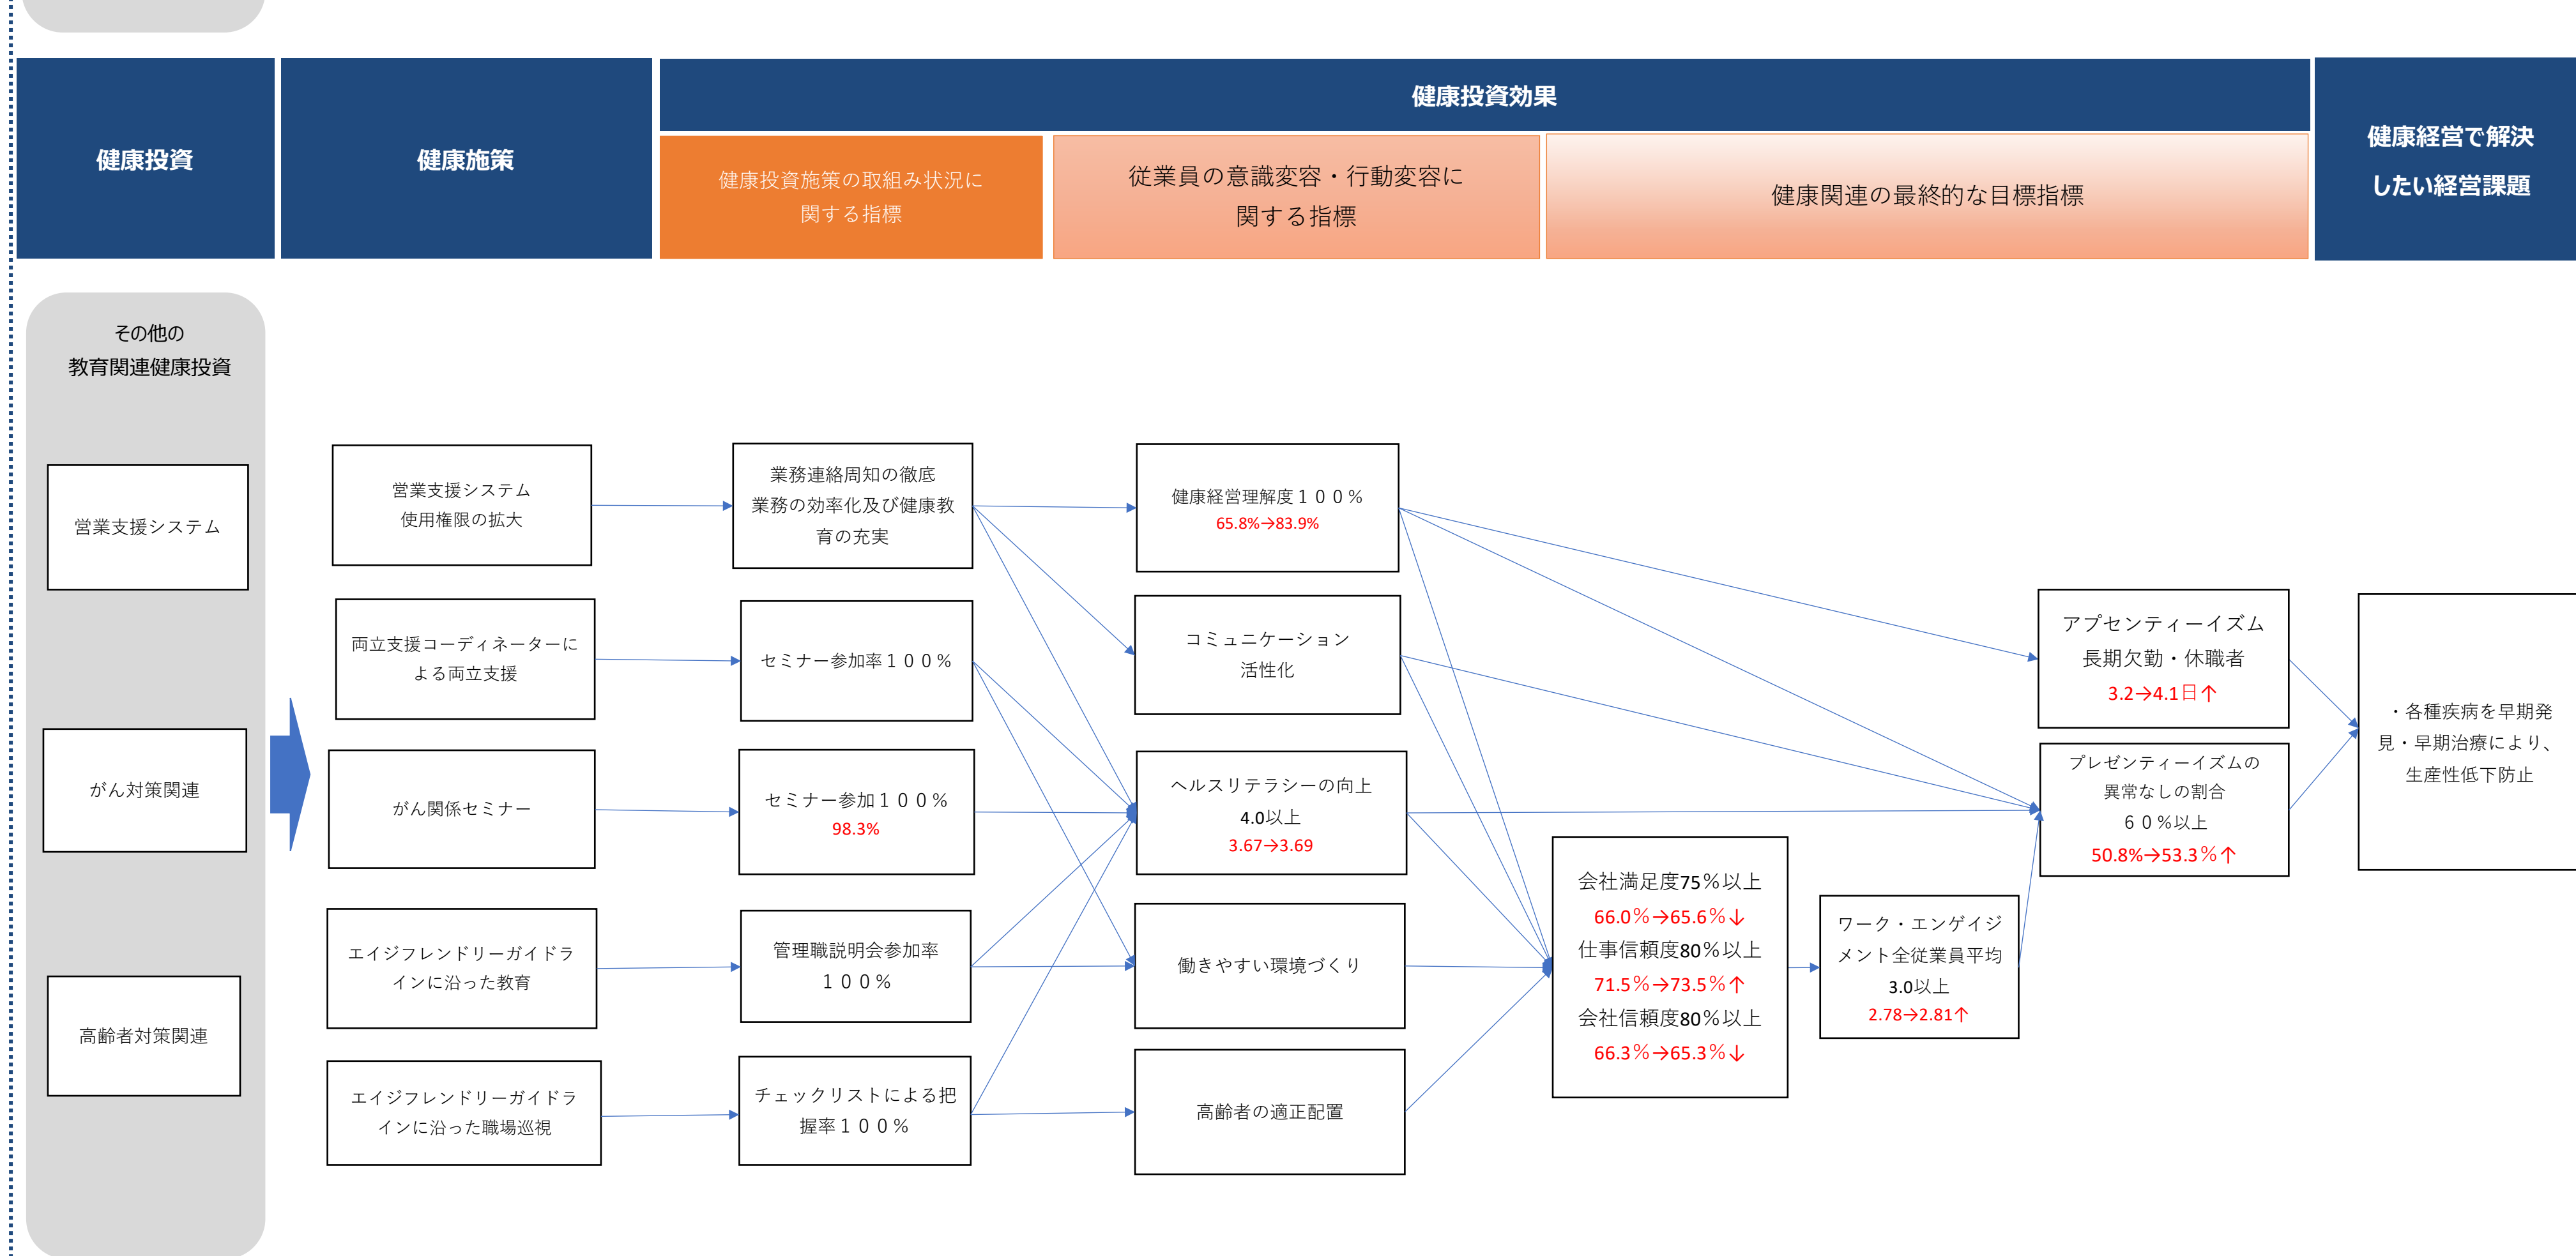 健康投資
健康施策
健康投資効果
健康投資施策の取組み状況に
関する指標
従業員の意識変容・行動変容に
関する指標
健康関連の最終的な目標指標
健康経営で解決
したい経営課題
その他の
教育関連健康投資
営業支援システム
がん対策関連
高齢者対策関連
営業支援システム
使用権限の拡大
両立支援コーディネーターに
よる両立支援
がん関係セミナー
エイジフレンドリーガイドラ
インに沿った教育
エイジフレンドリーガイドラ
インに沿った職場巡視
業務連絡周知の徹底
業務の効率化及び健康教
育の充実
セミナー参加率１００％
セミナー参加１００％
98.3%
管理職説明会参加率
１００％
チェックリストによる把
握率１００％
健康経営理解度１００％
65.8%→83.9%
コミュニケーション
活性化
ヘルスリテラシーの向上
4.0以上
3.67→3.69
働きやすい環境づくり
高齢者の適正配置
会社満足度75％以上
66.0％→65.6％↓
仕事信頼度80％以上
71.5％→73.5％↑
会社信頼度80％以上
66.3％→65.3％↓
ワーク・エンゲイジ
メント全従業員平均
3.0以上
2.78→2.81↑
アプセンティーイズム
長期欠勤・休職者
3.2→4.1日↑
プレゼンティーイズムの
異常なしの割合
６０％以上
50.8%→53.3％↑
・各種疾病を早期発
見・早期治療により、
生産性低下防止